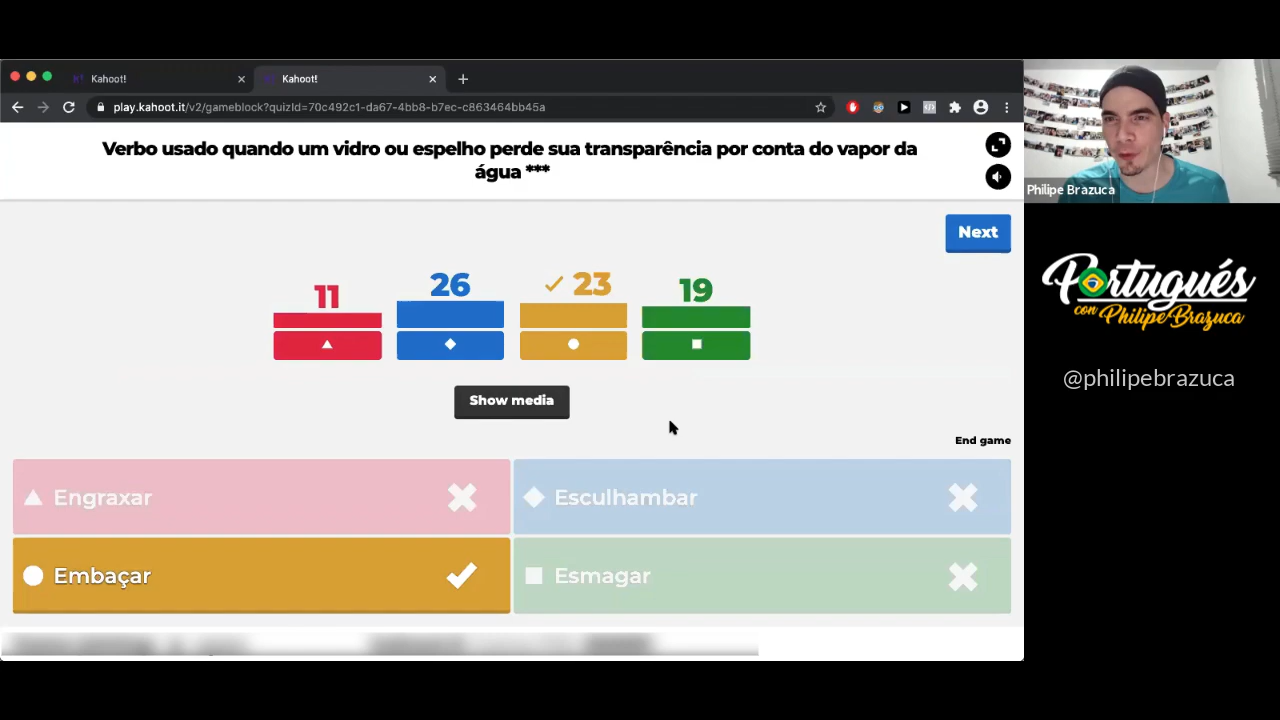 Kahoot!
Kahoot!
play.kahoot.it/v2/gameblock?quizId=70c492c1-da67-4bb8-b7ec-c863464bb45a
Verbo usado quando um vidro ou espelho perde sua transparência por conta do vapor da
água ***
Philipe Brazuca
Next
11
26
23
19
Portugués
con Philipe Brazuca
@philipebrazuca
Show media
End game
Engraxar
Esculhambar
Embaçar
Esmagar